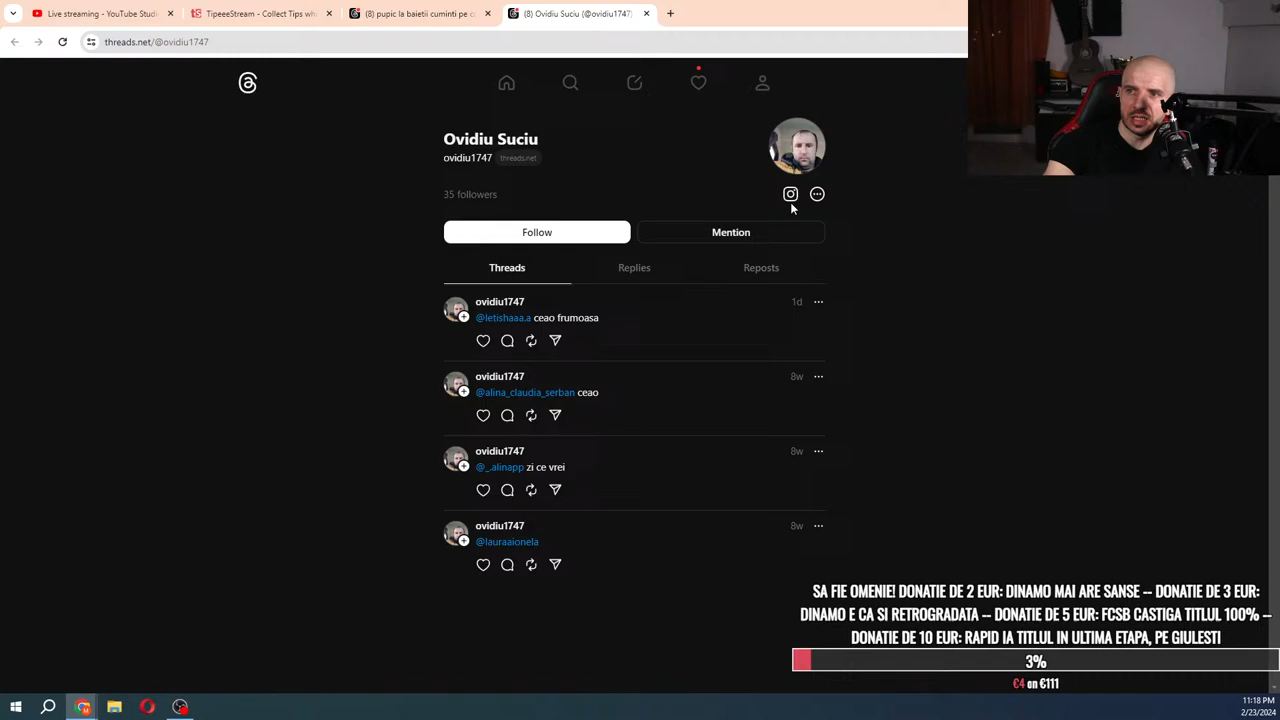 Live streaming - YouTube Studi
TipeeeStream - Collect Tips wh
(8) pupic la baietii cuminti pe c
(8) Ovidiu Suciu (@ovidiu1747)
threads.net/@ovidiu1747
Ovidiu Suciu
ovidiu1747 threads.net
35 followers
Follow
Mention
Threads
Replies
Reposts
ovidiu1747 1d
@letishaaa.a ceao frumoasa
ovidiu1747 8w
@alina_claudia_serban ceao
ovidiu1747 8w
@_.alinapp zi ce vrei
ovidiu1747 8w
@lauraaionela
SA FIE OMENIE! DONATIE DE 2 EUR: DINAMO MAI ARE SANSE -- DONATIE DE 3 EUR:
DINAMO E CA SI RETROGRADATA -- DONATIE DE 5 EUR: FCSB CASTIGA TITLUL 100% --
DONATIE DE 10 EUR: RAPID IA TITLUL IN ULTIMA ETAPA, PE GIULESTI
3%
€4 on €111
11:18 PM
2/23/2024